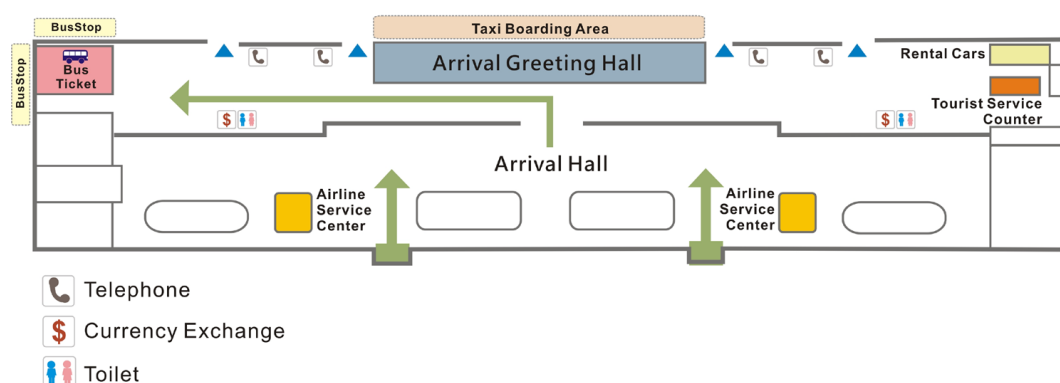 BusStop
Taxi Boarding Area
BusStop
Bus
Ticket
Arrival Greeting Hall
Rental Cars
Tourist Service
Counter
$
$
Arrival Hall
Airline
Service
Center
Airline
Service
Center
Telephone
$ Currency Exchange
Toilet